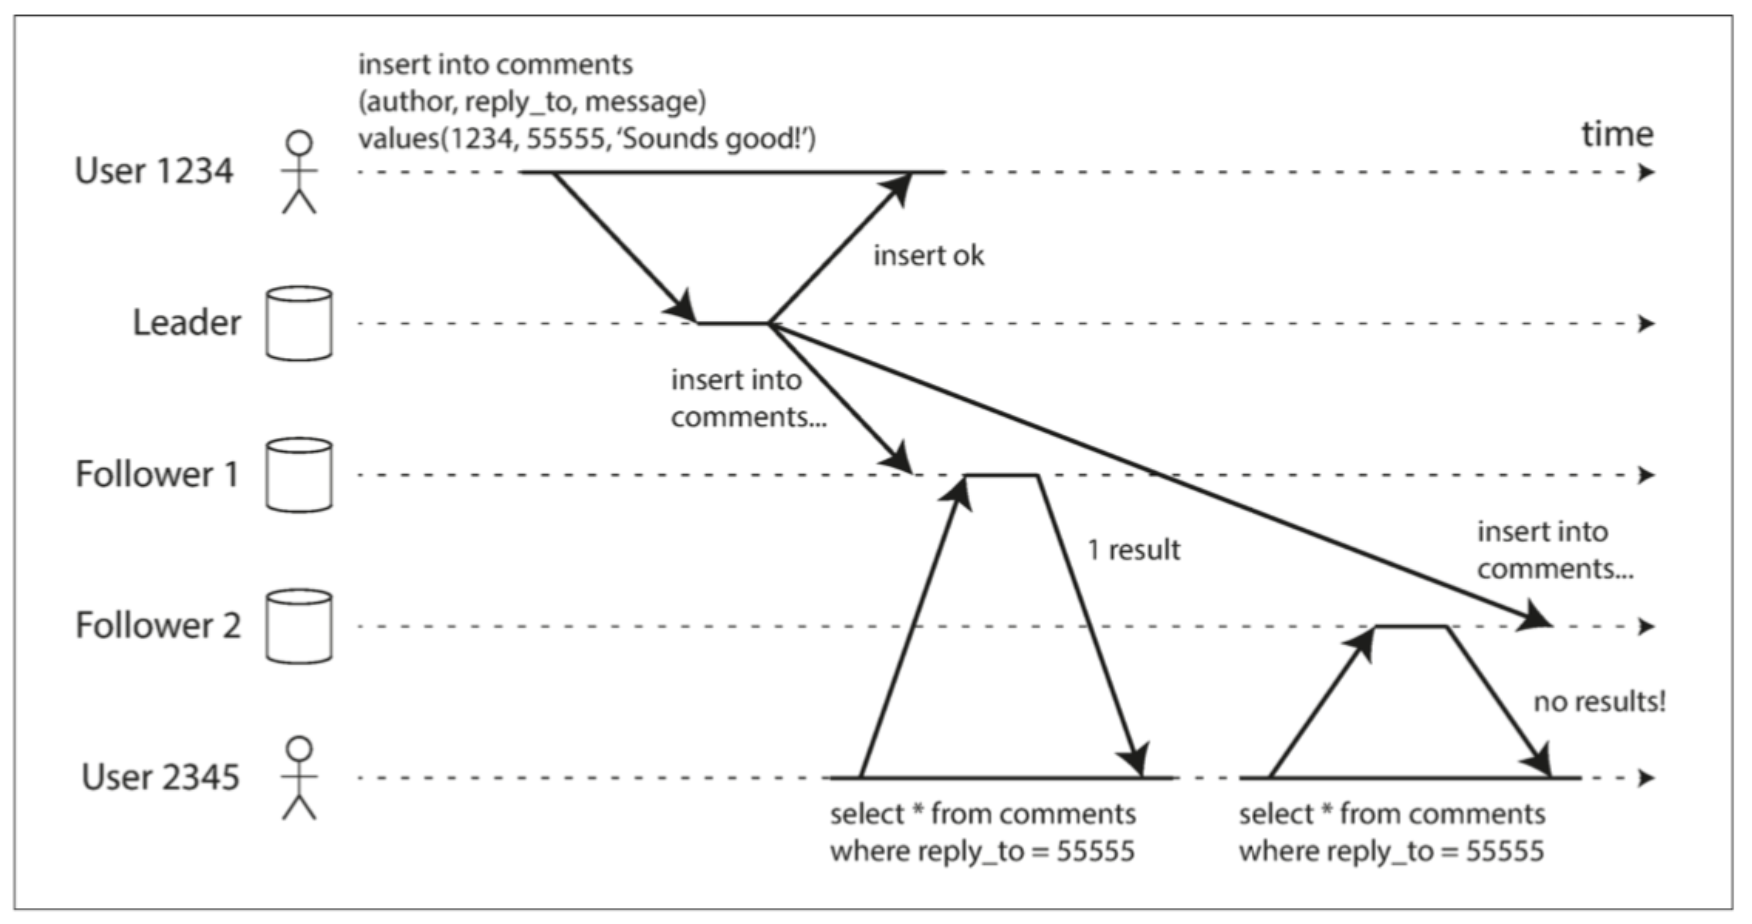 insert into comments
(author, reply_to, message)
values(1234, 55555, ‘Sounds good!’)
time
User 1234
insert ok
Leader
insert into
comments...
Follower 1
1 result
insert into
comments...
Follower 2
no results!
User 2345
select * from comments
where reply_to = 55555
select * from comments
where reply_to = 55555